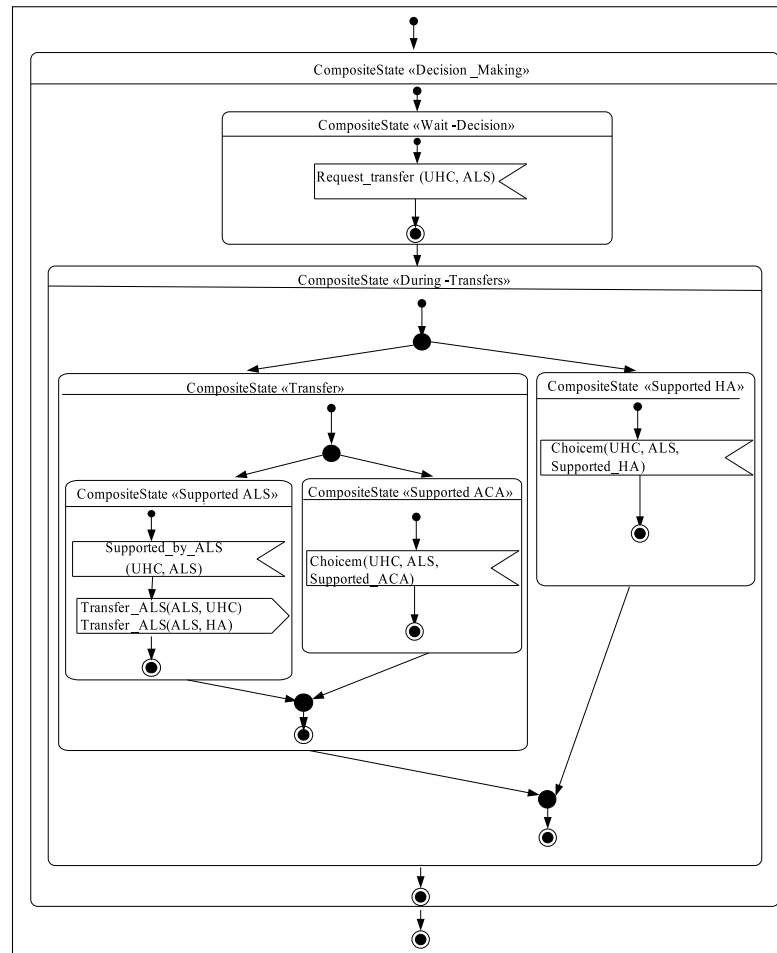 CompositeState «Decision _Making»
CompositeState «Wait -Decision»
Request_transfer (UHC, ALS)
CompositeState «During -Transfers»
CompositeState «Transfer»
CompositeState «Supported HA»
Choicem(UHC, ALS,
Supported_HA)
CompositeState «Supported ALS»
CompositeState «Supported ACA»
Supported_by_ALS
(UHC, ALS)
Choicem(UHC, ALS,
Supported_ACA)
Transfer_ALS(ALS, UHC)
Transfer_ALS(ALS, HA)